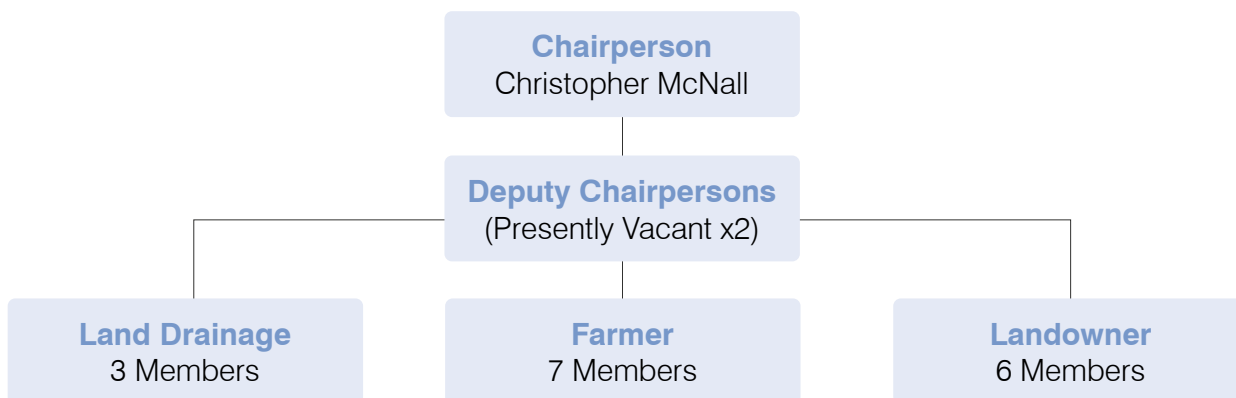 Chairperson
Christopher McNall
Deputy Chairpersons
(Presently Vacant x2)
Land Drainage
3 Members
Farmer
7 Members
Landowner
6 Members